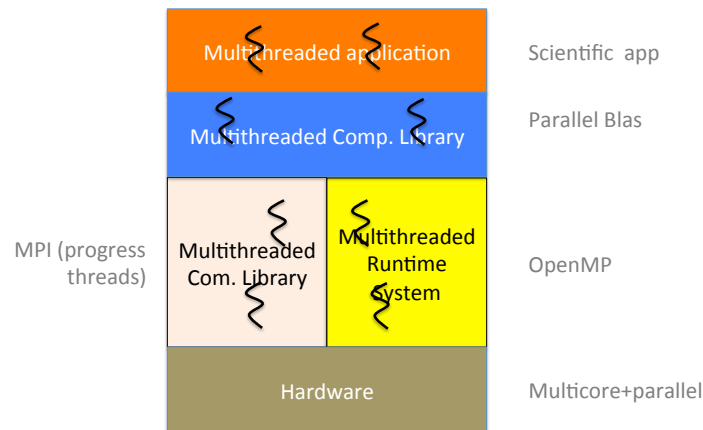 Multithreaded application
Scientific app
Multithreaded Comp. Library
Parallel Blas
MPI (progress
threads)
Multithreaded
Com. Library
Multithreaded
Runtime
System
OpenMP
Hardware
Multicore+parallel